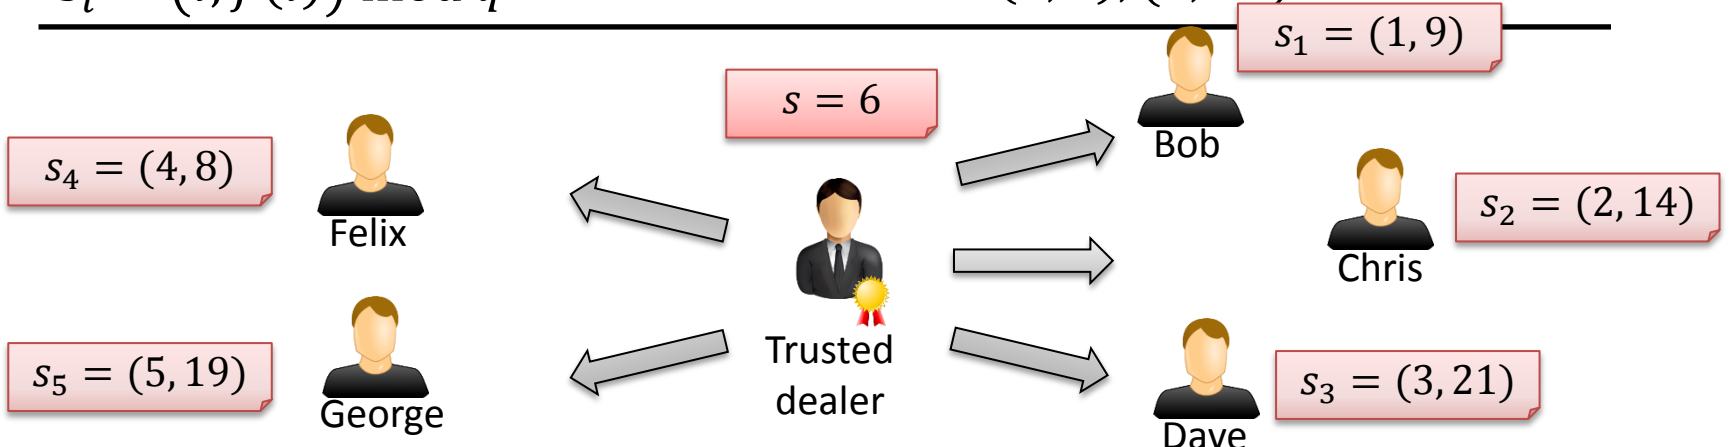 s₁ = (1, 9)
s = 6
Bob
s₄ = (4, 8)
Felix
s₂ = (2, 14)
Chris
s₅ = (5, 19)
George
Trusted
dealer
s₃ = (3, 21)
Dave